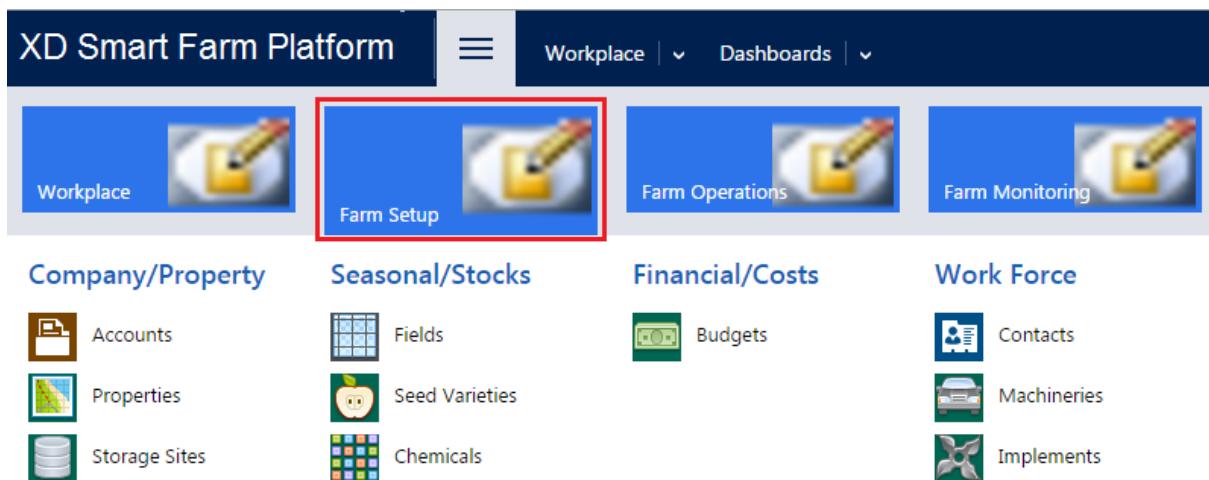 XD Smart Farm Platform
Workplace
Dashboards
Workplace
Farm Setup
Farm Operations
Farm Monitoring
Company/Property
Accounts
Properties
Storage Sites
Seasonal/Stocks
Fields
Seed Varieties
Chemicals
Financial/Costs
Budgets
Work Force
Contacts
Machineries
Implements